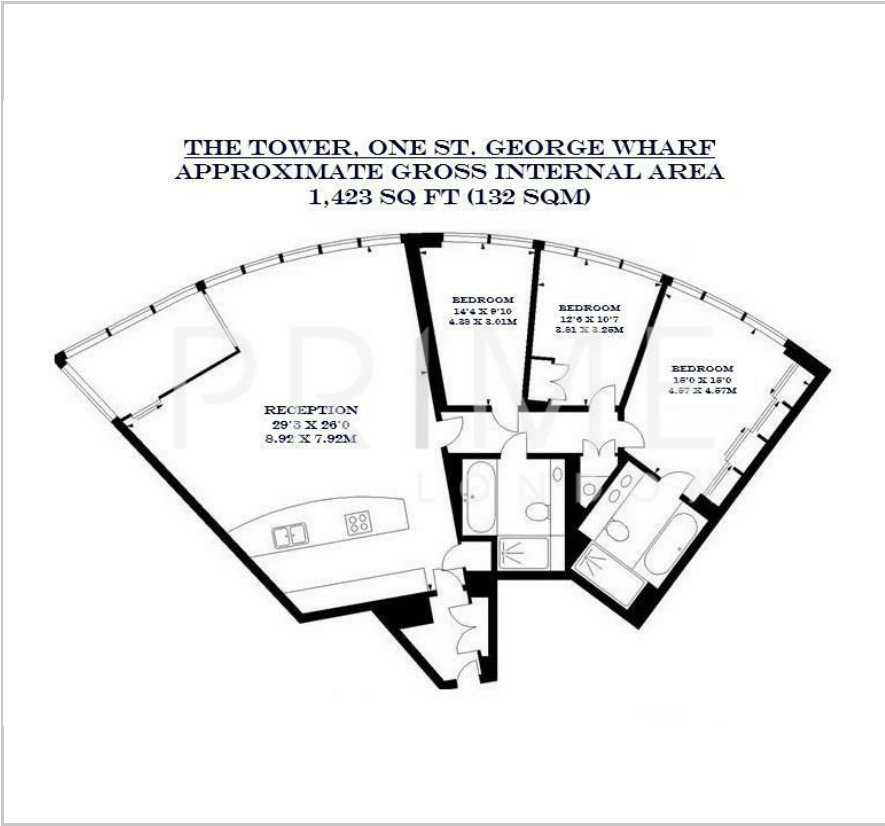 THE TOWER, ONE ST. GEORGE WHARF
APPROXIMATE GROSS INTERNAL AREA
1,423 SQ FT (132 SQM)
BEDROOM
14'4 X 9'10
4.38 X 3.01M
BEDROOM
12'6 X 10'7
3.81 X 3.25M
BEDROOM
15'0 X 15'0
4.57 X 4.57M
RECEPTION
29'3 X 26'0
8.92 X 7.92M
PRIME
LONDON